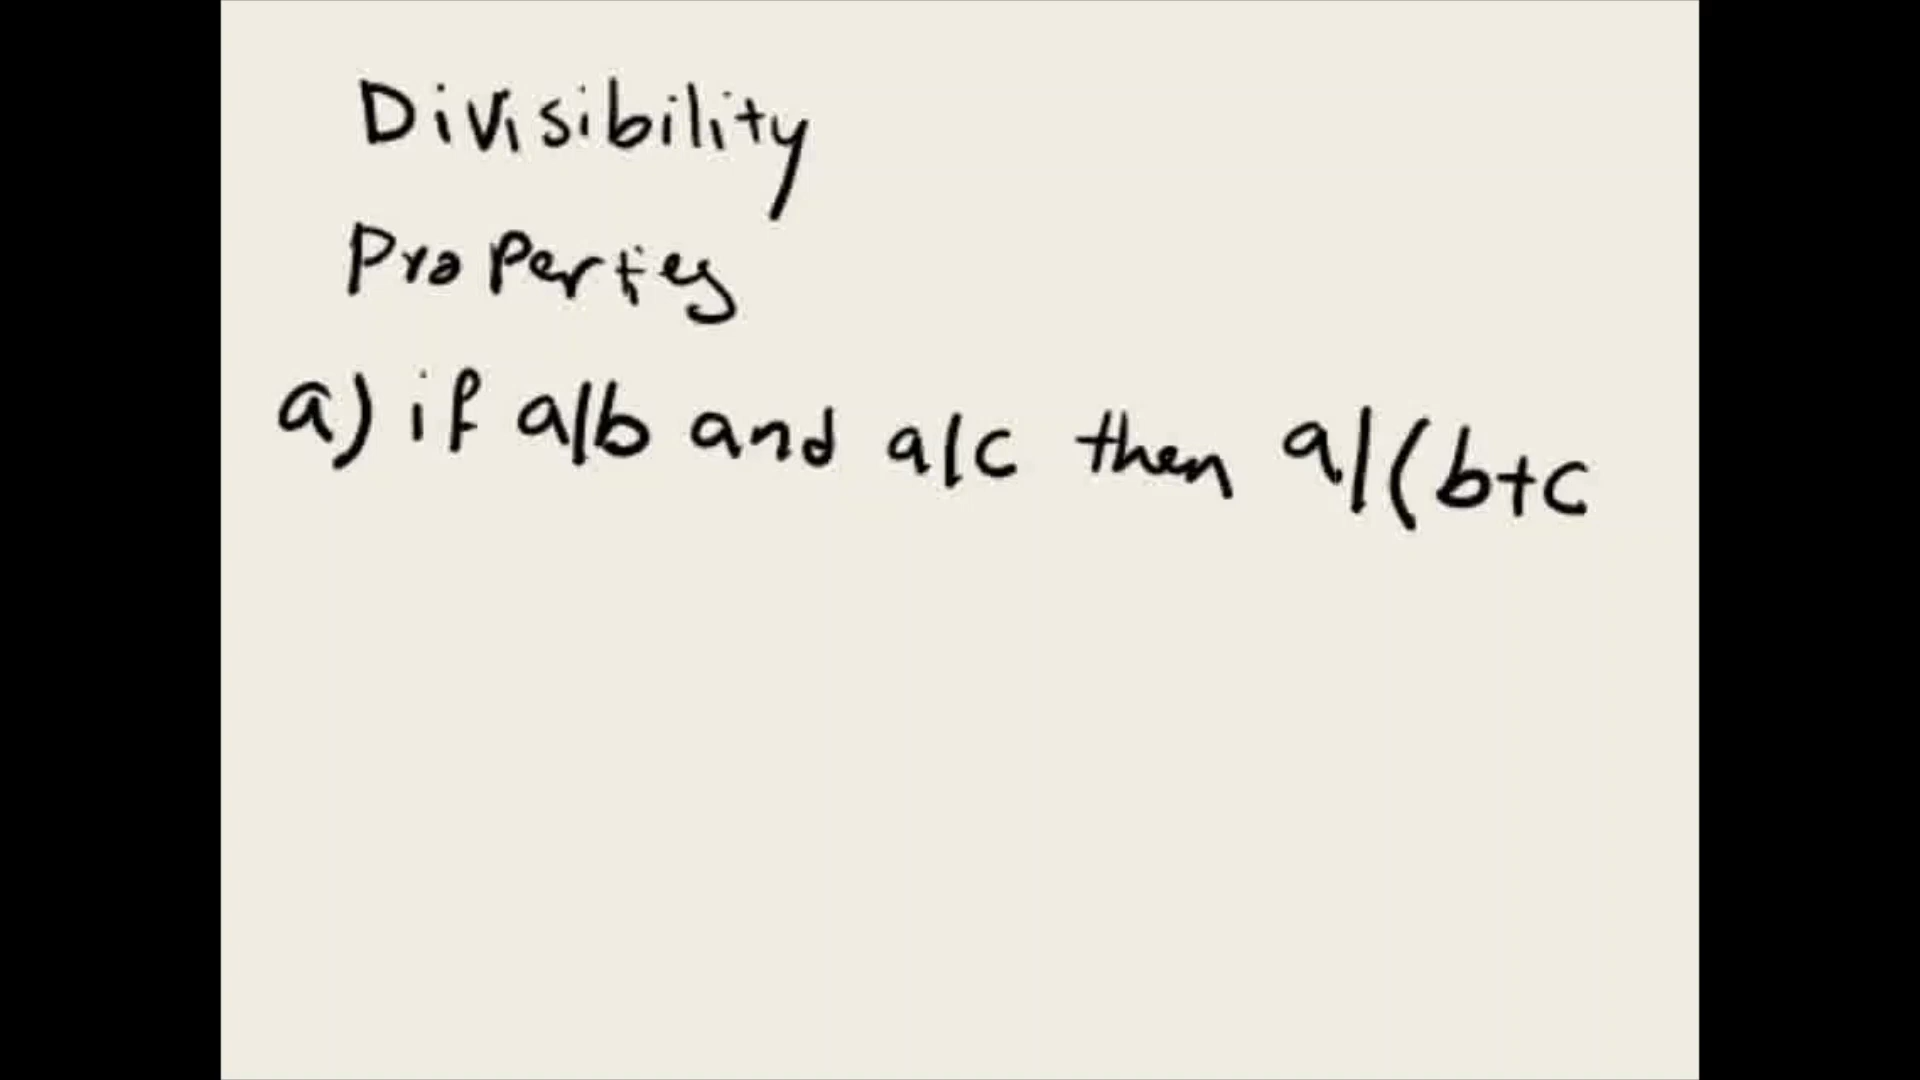 Divisibility
Properties
a) if a|b and a|c then a|(b+c